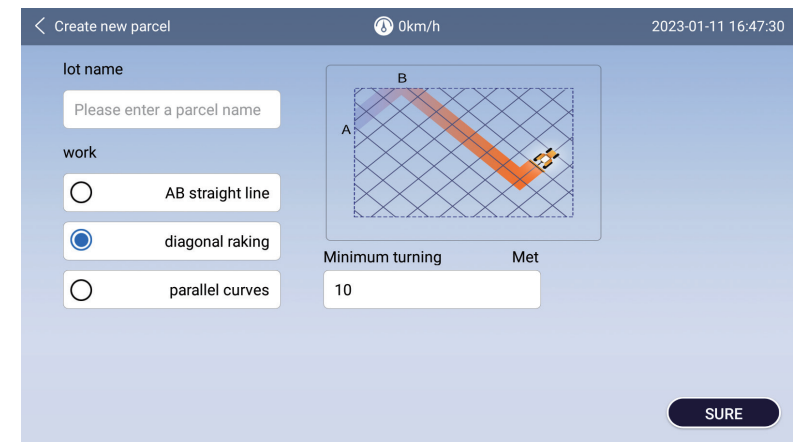 Create new parcel
0km/h
2023-01-11 16:47:30
lot name
Please enter a parcel name
work
AB straight line
diagonal raking
parallel curves
B
A
Minimum turning Met
10
SURE